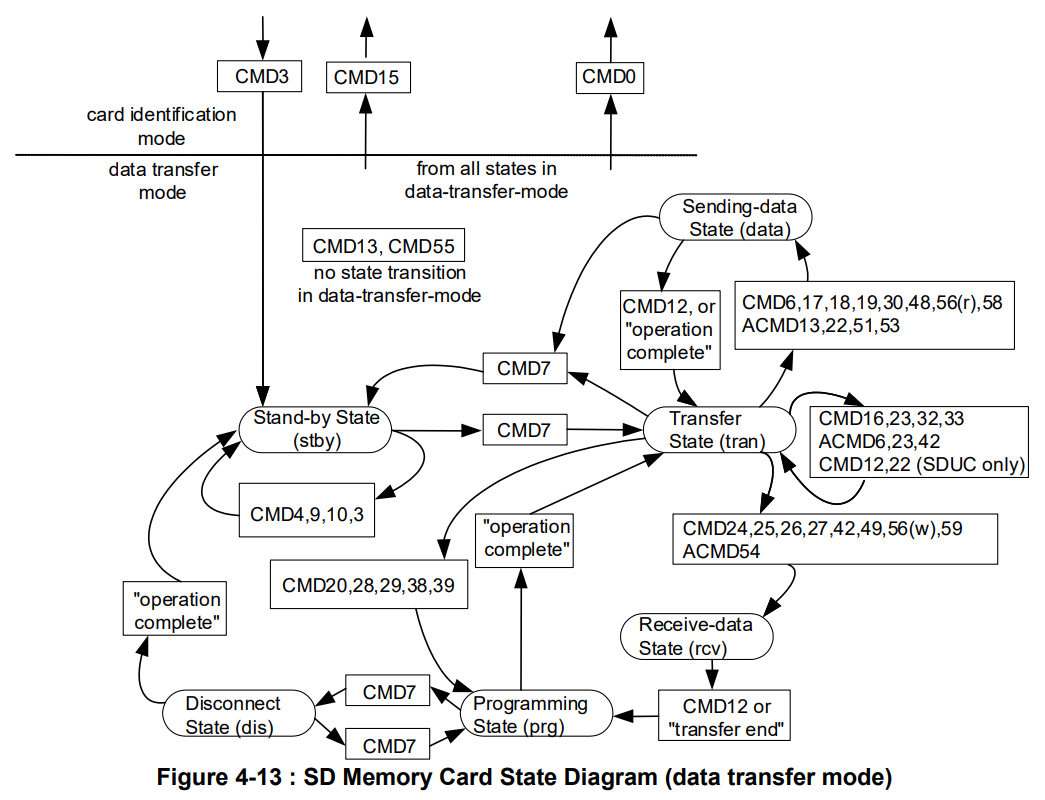 CMD3
CMD15
CMD0
card identification
mode
data transfer
mode
from all states in
data-transfer-mode
Sending-data
State (data)
CMD13, CMD55
no state transition
in data-transfer-mode
CMD12, or
"operation
complete"
CMD6,17,18,19,30,48,56(r),58
ACMD13,22,51,53
CMD7
Stand-by State
(stby)
CMD7
Transfer
State (tran)
CMD16,23,32,33
ACMD6,23,42
CMD12,22 (SDUC only)
CMD4,9,10,3
"operation
complete"
CMD24,25,26,27,42,49,56(w),59
ACMD54
CMD20,28,29,38,39
"operation
complete"
Receive-data
State (rcv)
CMD7
Disconnect
State (dis)
Programming
State (prg)
CMD12 or
"transfer end"
CMD7
Figure 4-13 : SD Memory Card State Diagram (data transfer mode)